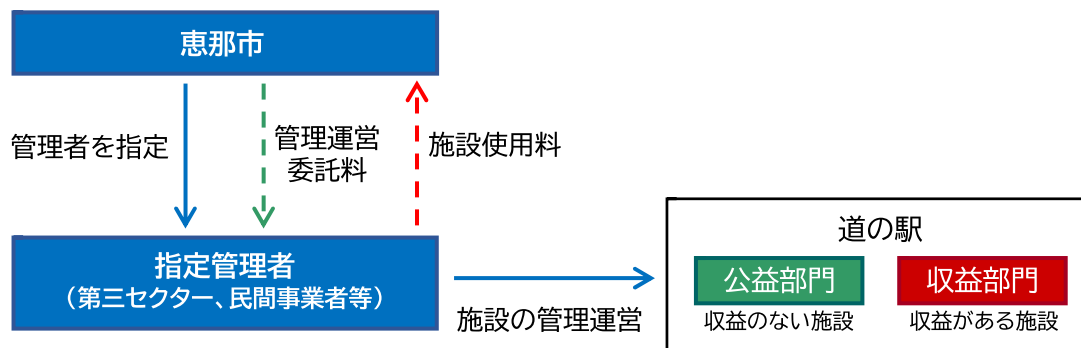 恵那市
管理者を指定
管理運営
委託料
施設使用料
指定管理者
（第三セクター、民間事業者等）
施設の管理運営
道の駅
公益部門
収益部門
収益のない施設
収益がある施設